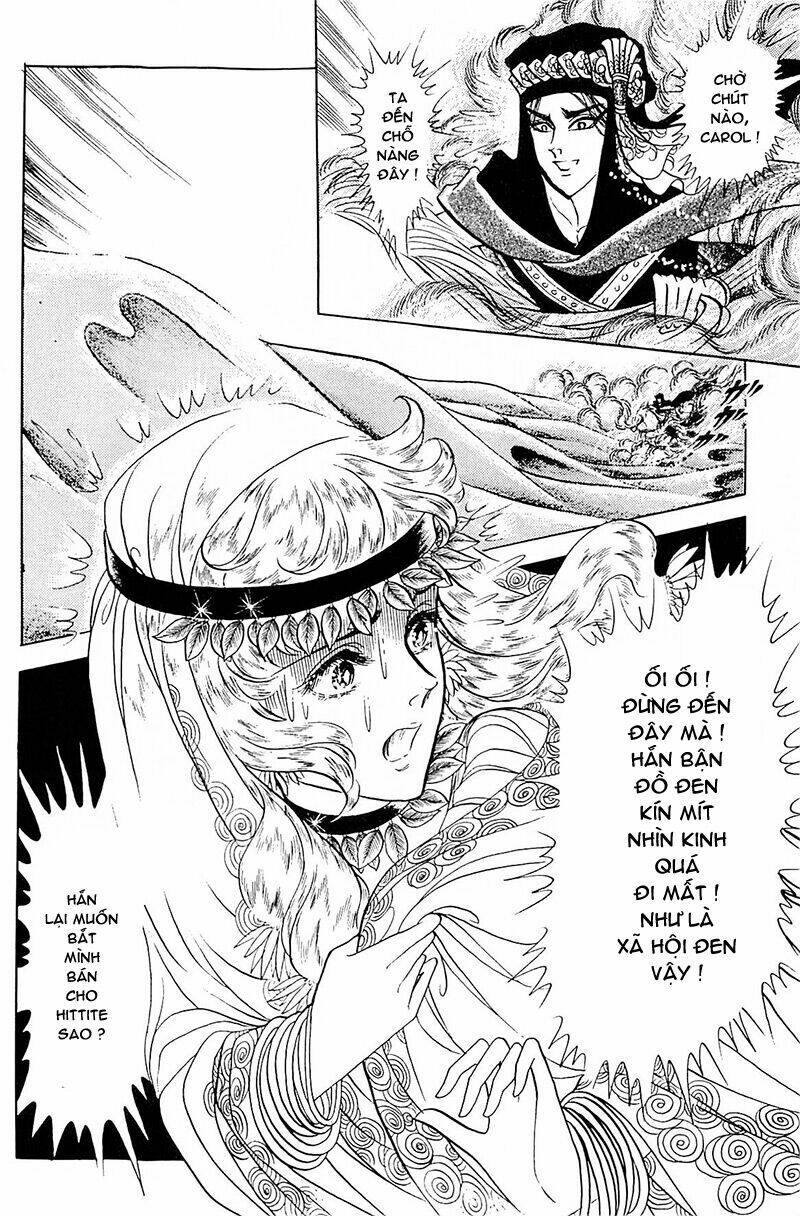 CHỜ
CHÚT
NÀO,
CAROL !
TA
ĐẾN
CHỖ
NÀNG
ĐÂY !
ỐI ỐI !
ĐỪNG ĐẾN
ĐÂY MÀ !
HẮN BẬN
ĐỒ ĐEN
KÍN MÍT
NHÌN KINH
QUÁ
ĐI MẤT !
NHƯ LÀ
XÃ HỘI ĐEN
VẬY !
HẮN
LẠI MUỐN
BẮT
MÌNH
BÁN
CHO
HITTITE
SAO ?